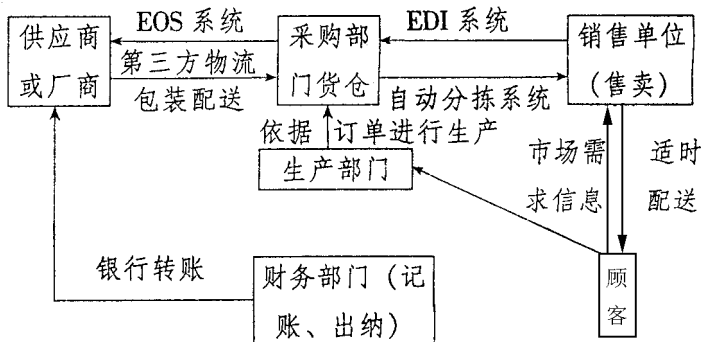 EOS 系统
EDI 系统
供应商
或厂商
第三方物流
包装配送
采购部
门货仓
自动分拣系统
销售单位
(售卖)
依据 订单进行生产
生产部门
市场需
求信息
适时
配送
银行转账
财务部门(记
账、出纳)
顾
客